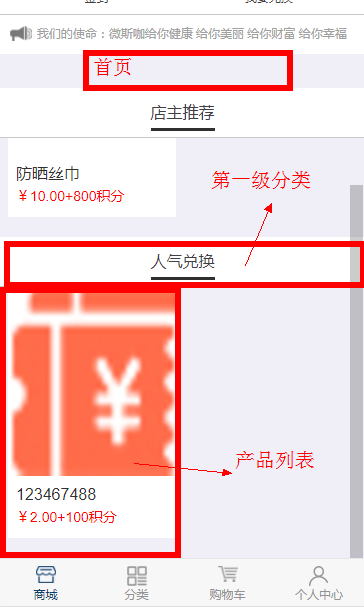 我们的使命：微斯咖给你健康 给你美丽 给你财富 给你幸福
首页
店主推荐
防晒丝巾
￥10.00+800积分
第一级分类
人气兑换
￥
123467488
￥2.00+100积分
产品列表
商城 分类 购物车 个人中心